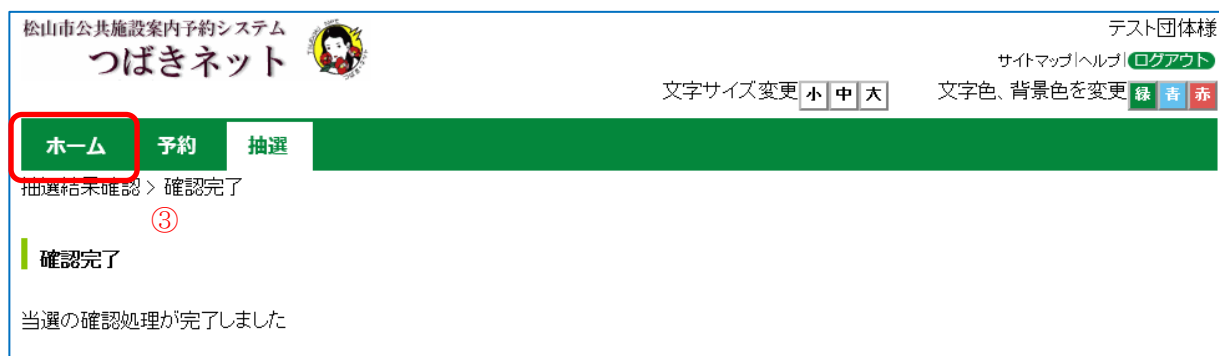 松山市公共施設案内予約システム
つばきネット
テスト団体様
サイトマップ|ヘルプ|ログアウト
文字サイズ変更 小 中 大 文字色、背景色を変更 緑 青 赤
ホーム 予約 抽選
抽選結果確認 > 確認完了
③
確認完了
当選の確認処理が完了しました